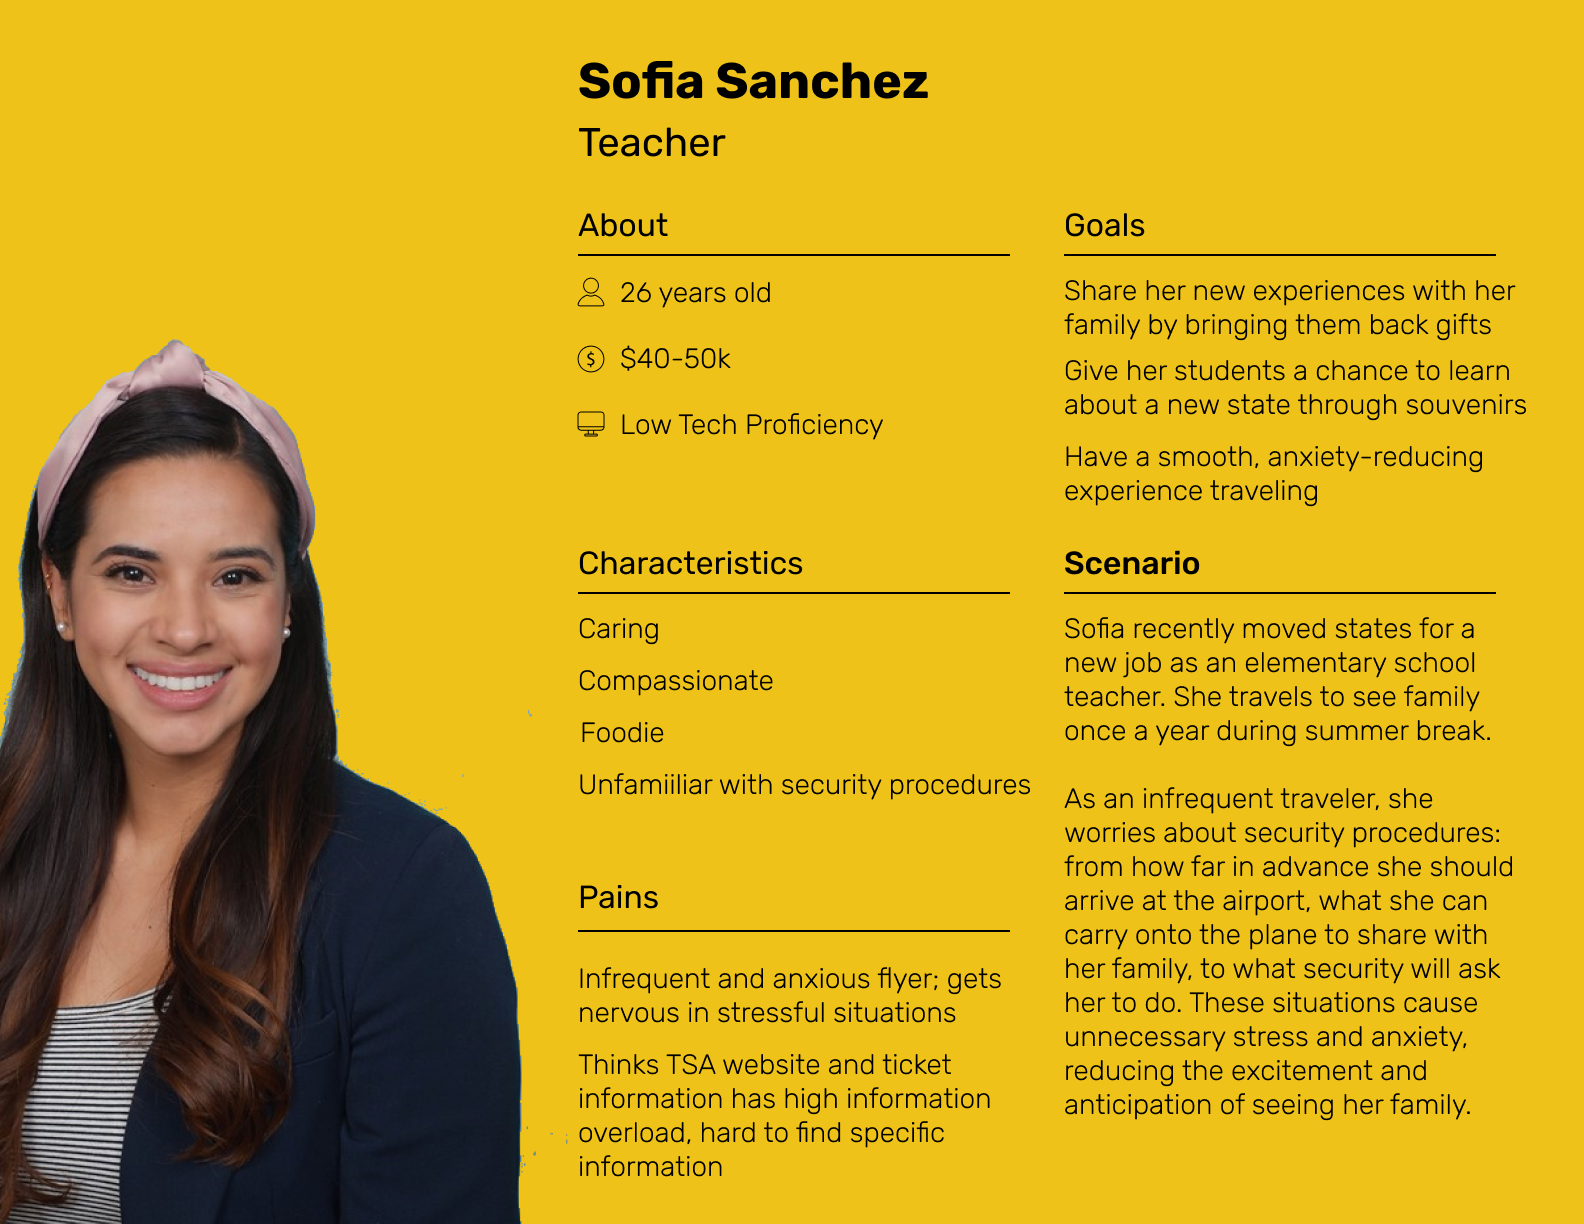 Sofia Sanchez
Teacher
About
26 years old
$40-50k
Low Tech Proficiency
Goals
Share her new experiences with her
family by bringing them back gifts
Give her students a chance to learn
about a new state through souvenirs
Have a smooth, anxiety-reducing
experience traveling
Characteristics
Caring
Compassionate
Foodie
Unfamiiliar with security procedures
Scenario
Sofia recently moved states for a
new job as an elementary school
teacher. She travels to see family
once a year during summer break.
As an infrequent traveler, she
worries about security procedures:
from how far in advance she should
arrive at the airport, what she can
carry onto the plane to share with
her family, to what security will ask
her to do. These situations cause
unnecessary stress and anxiety,
reducing the excitement and
anticipation of seeing her family.
Pains
Infrequent and anxious flyer; gets
nervous in stressful situations
Thinks TSA website and ticket
information has high information
overload, hard to find specific
information